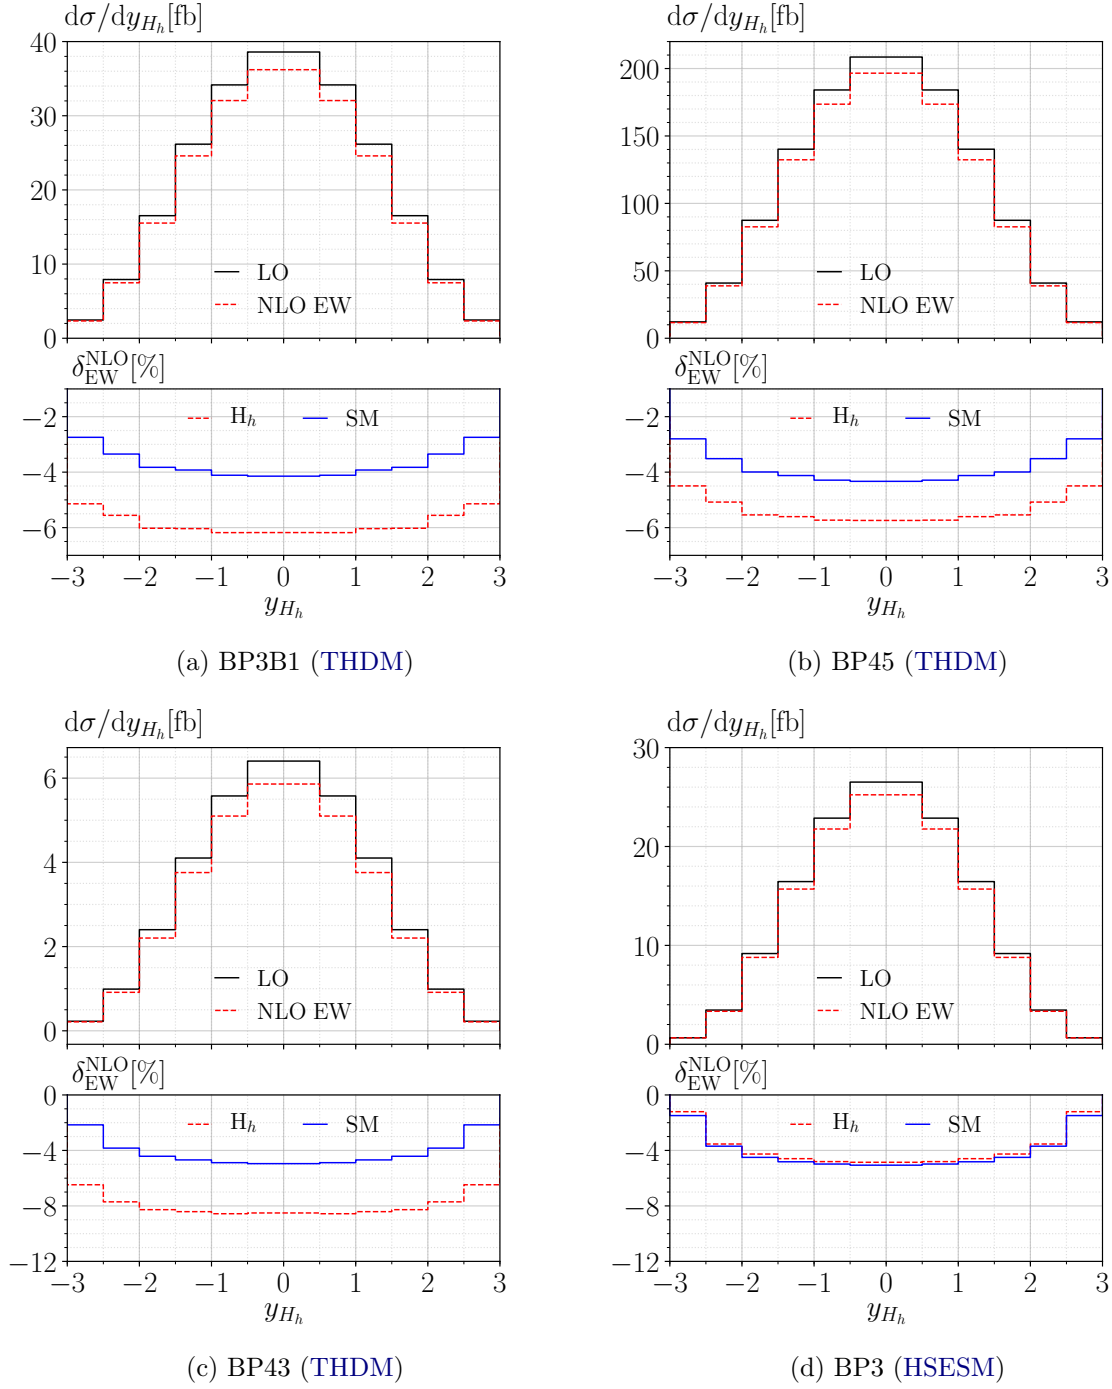 dσ/dy_{H_h}[fb]
40
30
20
10
0
LO
NLO EW
δ_{EW}^{NLO}[%]
H_h SM
−2
−4
−6
−3 −2 −1 0 1 2 3
y_{H_h}
(a) BP3B1 (THDM)
dσ/dy_{H_h}[fb]
200
150
100
50
0
LO
NLO EW
δ_{EW}^{NLO}[%]
H_h SM
−2
−4
−6
−3 −2 −1 0 1 2 3
y_{H_h}
(b) BP45 (THDM)
dσ/dy_{H_h}[fb]
6
4
2
0
LO
NLO EW
δ_{EW}^{NLO}[%]
H_h SM
0
−4
−8
−12
−3 −2 −1 0 1 2 3
y_{H_h}
(c) BP43 (THDM)
dσ/dy_{H_h}[fb]
30
20
10
0
LO
NLO EW
δ_{EW}^{NLO}[%]
H_h SM
0
−4
−8
−12
−3 −2 −1 0 1 2 3
y_{H_h}
(d) BP3 (HSESM)